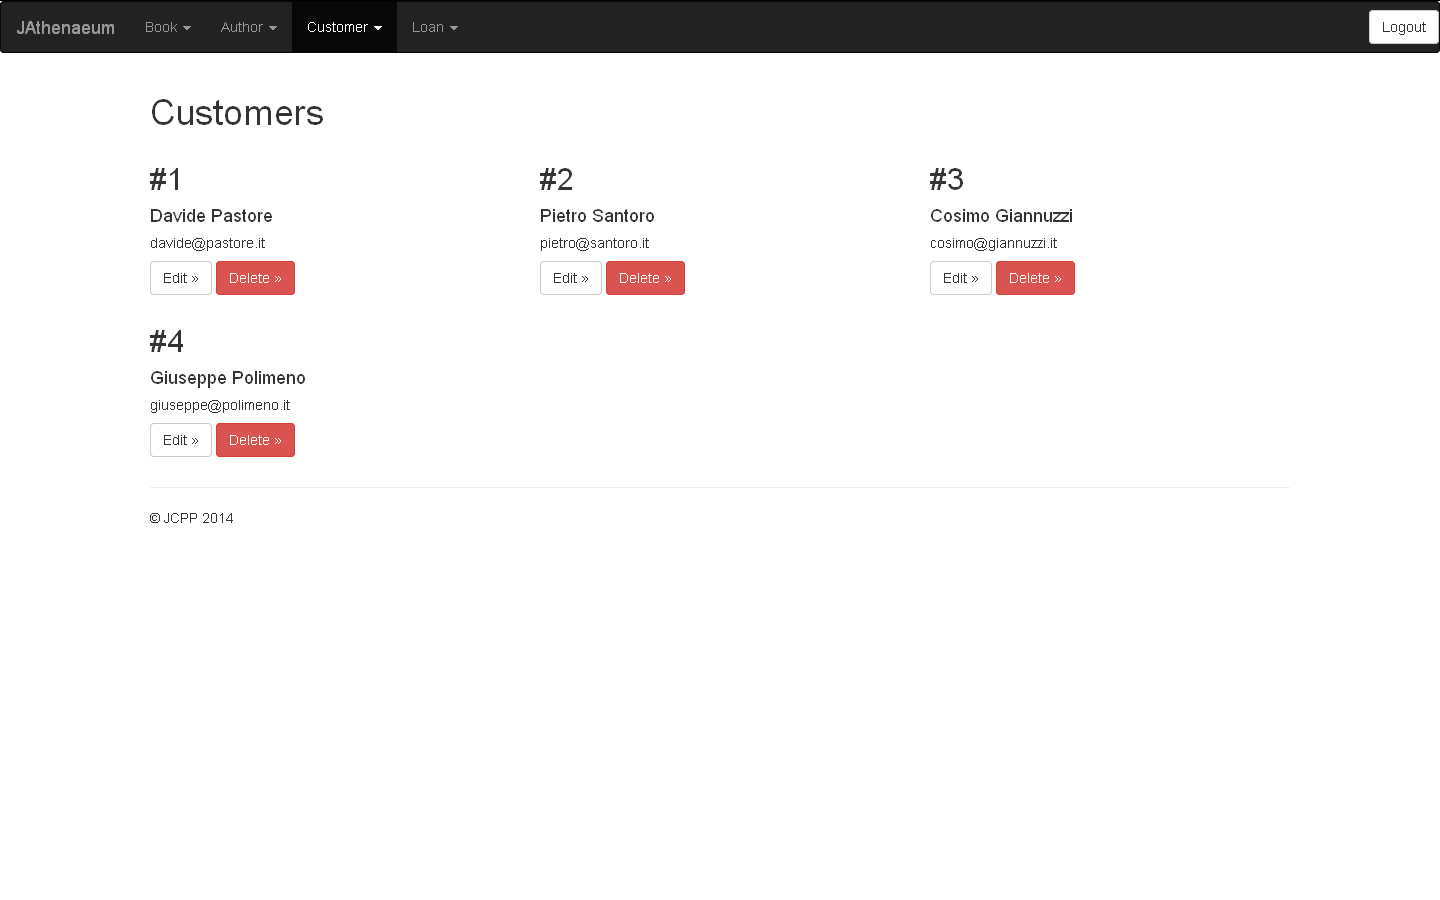 JAthenaeum Book Author Customer Loan Logout
Customers
#1 #2 #3
Davide Pastore Pietro Santoro Cosimo Giannuzzi
davide@pastore.it pietro@santoro.it cosimo@giannuzzi.it
Edit » Delete » Edit » Delete » Edit » Delete »
#4
Giuseppe Polimeno
giuseppe@polimeno.it
Edit » Delete »
© JCPP 2014